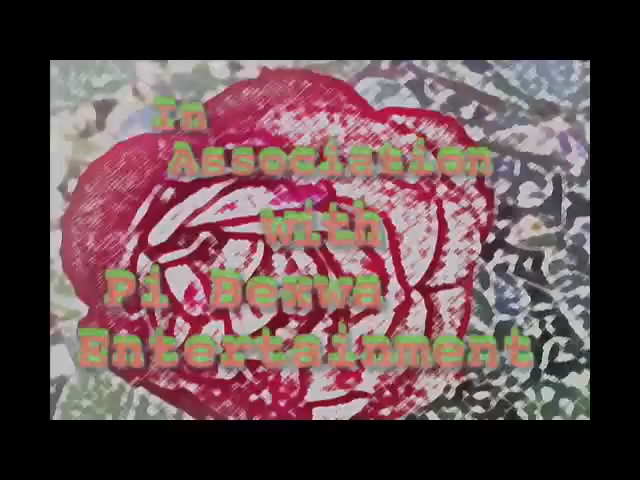 In
Association
with
Pi Bexwa
Entertainment